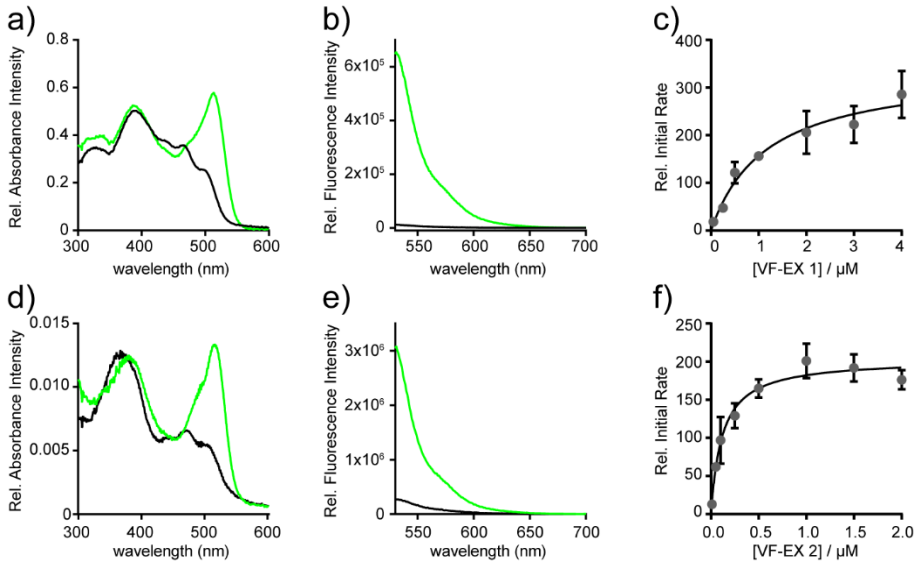 a)
Rel. Absorbance Intensity
0.8
0.6
0.4
0.2
0
300 400 500 600
wavelength (nm)
b)
Rel. Fluorescence Intensity
6x10⁵
4x10⁵
2x10⁵
0
550 600 650 700
wavelength (nm)
c)
Rel. Initial Rate
400
300
200
100
0
0 1 2 3 4
[VF-EX 1] / µM
d)
Rel. Absorbance Intensity
0.015
0.010
0.005
0
300 400 500 600
wavelength (nm)
e)
Rel. Fluorescence Intensity
3x10⁶
2x10⁶
1x10⁶
0
550 600 650 700
wavelength (nm)
f)
Rel. Initial Rate
250
200
150
100
50
0
0.0 0.5 1.0 1.5 2.0
[VF-EX 2] / µM